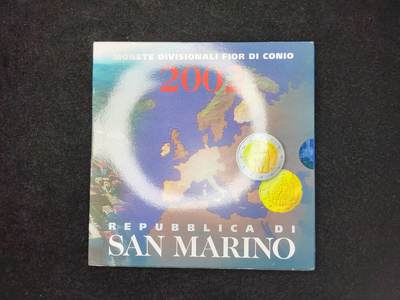 MONETE DIVISIONALI FIOR DI CONIO
REPUBBLICA DI
SAN MARINO